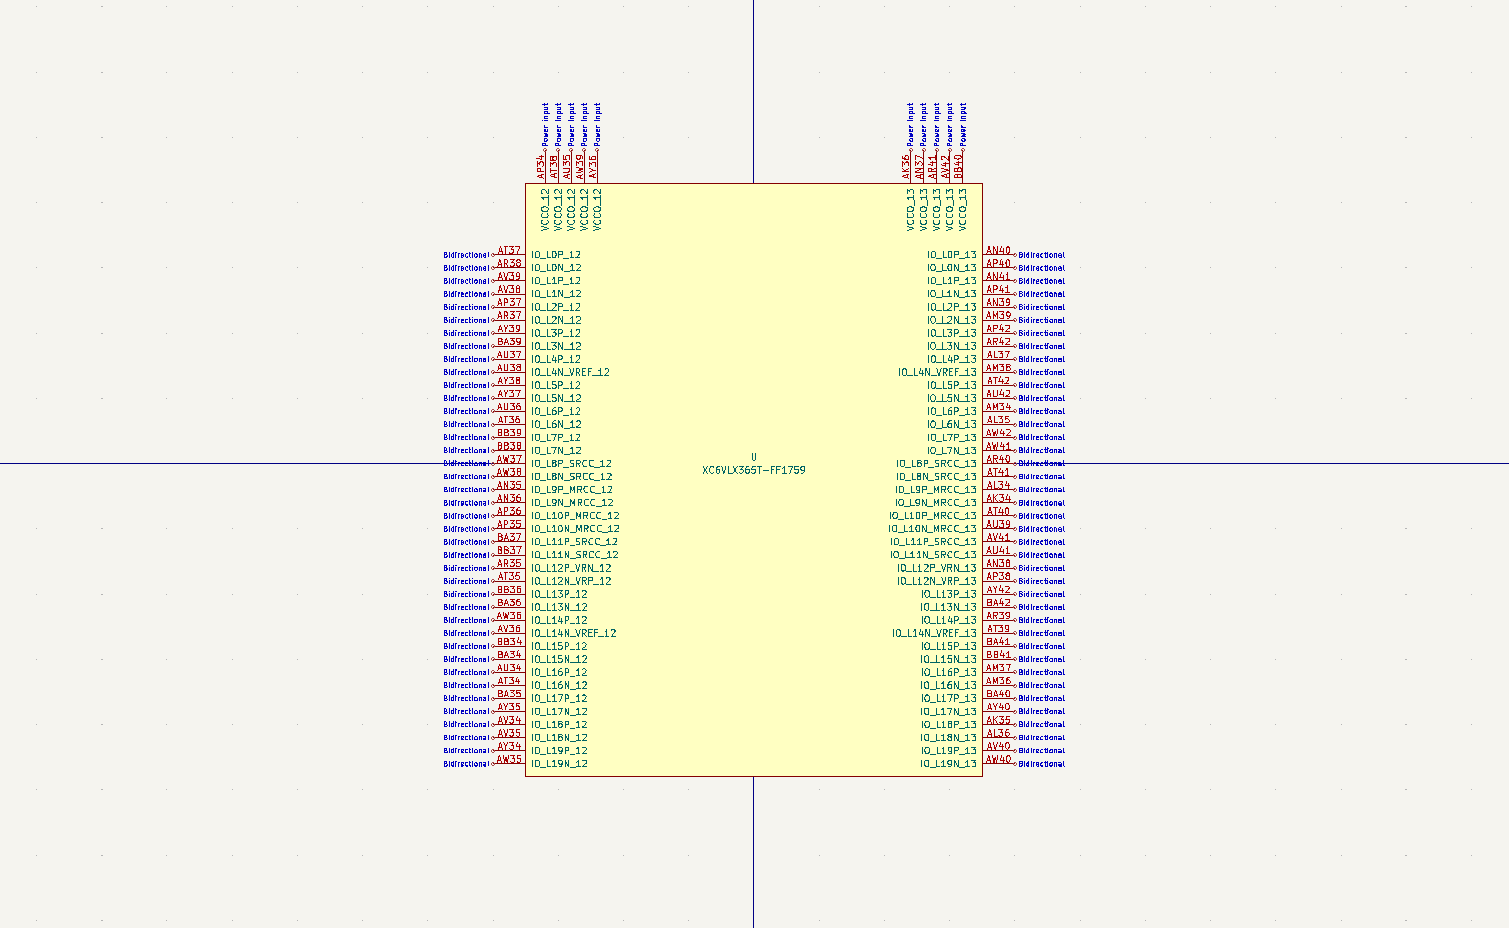 Power Input Power Input Power Input Power Input Power Input Power Input Power Input Power Input Power Input Power Input
AP34 AT38 AU35 AW39 AY36 AK36 AN37 AR41 AV42 BB40
VCCO_12 VCCO_12 VCCO_12 VCCO_12 VCCO_12 VCCO_13 VCCO_13 VCCO_13 VCCO_13 VCCO_13
Bidirectional AT37 IO_L0P_12 IO_L0P_13 AN40 Bidirectional
Bidirectional AR38 IO_L0N_12 IO_L0N_13 AP40 Bidirectional
Bidirectional AV39 IO_L1P_12 IO_L1P_13 AN41 Bidirectional
Bidirectional AV38 IO_L1N_12 IO_L1N_13 AP41 Bidirectional
Bidirectional AP37 IO_L2P_12 IO_L2P_13 AN39 Bidirectional
Bidirectional AR37 IO_L2N_12 IO_L2N_13 AM39 Bidirectional
Bidirectional AY39 IO_L3P_12 IO_L3P_13 AP42 Bidirectional
Bidirectional BA39 IO_L3N_12 IO_L3N_13 AR42 Bidirectional
Bidirectional AU37 IO_L4P_12 IO_L4P_13 AL37 Bidirectional
Bidirectional AU38 IO_L4N_VREF_12 IO_L4N_VREF_13 AM38 Bidirectional
Bidirectional AY38 IO_L5P_12 IO_L5P_13 AT42 Bidirectional
Bidirectional AY37 IO_L5N_12 IO_L5N_13 AU42 Bidirectional
Bidirectional AU36 IO_L6P_12 IO_L6P_13 AM34 Bidirectional
Bidirectional AT36 IO_L6N_12 IO_L6N_13 AL35 Bidirectional
Bidirectional BB39 IO_L7P_12 IO_L7P_13 AW42 Bidirectional
Bidirectional BB38 IO_L7N_12 IO_L7N_13 AW41 Bidirectional
U
Bidirectional AW37 IO_L8P_SRCC_12 IO_L8P_SRCC_13 AR40 Bidirectional
XC6VLX365T-FF1759
Bidirectional AW38 IO_L8N_SRCC_12 IO_L8N_SRCC_13 AT41 Bidirectional
Bidirectional AN35 IO_L9P_MRCC_12 IO_L9P_MRCC_13 AL34 Bidirectional
Bidirectional AN36 IO_L9N_MRCC_12 IO_L9N_MRCC_13 AK34 Bidirectional
Bidirectional AP36 IO_L10P_MRCC_12 IO_L10P_MRCC_13 AT40 Bidirectional
Bidirectional AP35 IO_L10N_MRCC_12 IO_L10N_MRCC_13 AU39 Bidirectional
Bidirectional BA37 IO_L11P_SRCC_12 IO_L11P_SRCC_13 AV41 Bidirectional
Bidirectional BB37 IO_L11N_SRCC_12 IO_L11N_SRCC_13 AU41 Bidirectional
Bidirectional AR35 IO_L12P_VRN_12 IO_L12P_VRN_13 AN38 Bidirectional
Bidirectional AT35 IO_L12N_VRP_12 IO_L12N_VRP_13 AP38 Bidirectional
Bidirectional BB36 IO_L13P_12 IO_L13P_13 AY42 Bidirectional
Bidirectional BA36 IO_L13N_12 IO_L13N_13 BA42 Bidirectional
Bidirectional AW36 IO_L14P_12 IO_L14P_13 AR39 Bidirectional
Bidirectional AV36 IO_L14N_VREF_12 IO_L14N_VREF_13 AT39 Bidirectional
Bidirectional BB34 IO_L15P_12 IO_L15P_13 BA41 Bidirectional
Bidirectional BA34 IO_L15N_12 IO_L15N_13 BB41 Bidirectional
Bidirectional AU34 IO_L16P_12 IO_L16P_13 AM37 Bidirectional
Bidirectional AT34 IO_L16N_12 IO_L16N_13 AM36 Bidirectional
Bidirectional BA35 IO_L17P_12 IO_L17P_13 BA40 Bidirectional
Bidirectional AY35 IO_L17N_12 IO_L17N_13 AY40 Bidirectional
Bidirectional AV34 IO_L18P_12 IO_L18P_13 AK35 Bidirectional
Bidirectional AV35 IO_L18N_12 IO_L18N_13 AL36 Bidirectional
Bidirectional AY34 IO_L19P_12 IO_L19P_13 AV40 Bidirectional
Bidirectional AW35 IO_L19N_12 IO_L19N_13 AW40 Bidirectional